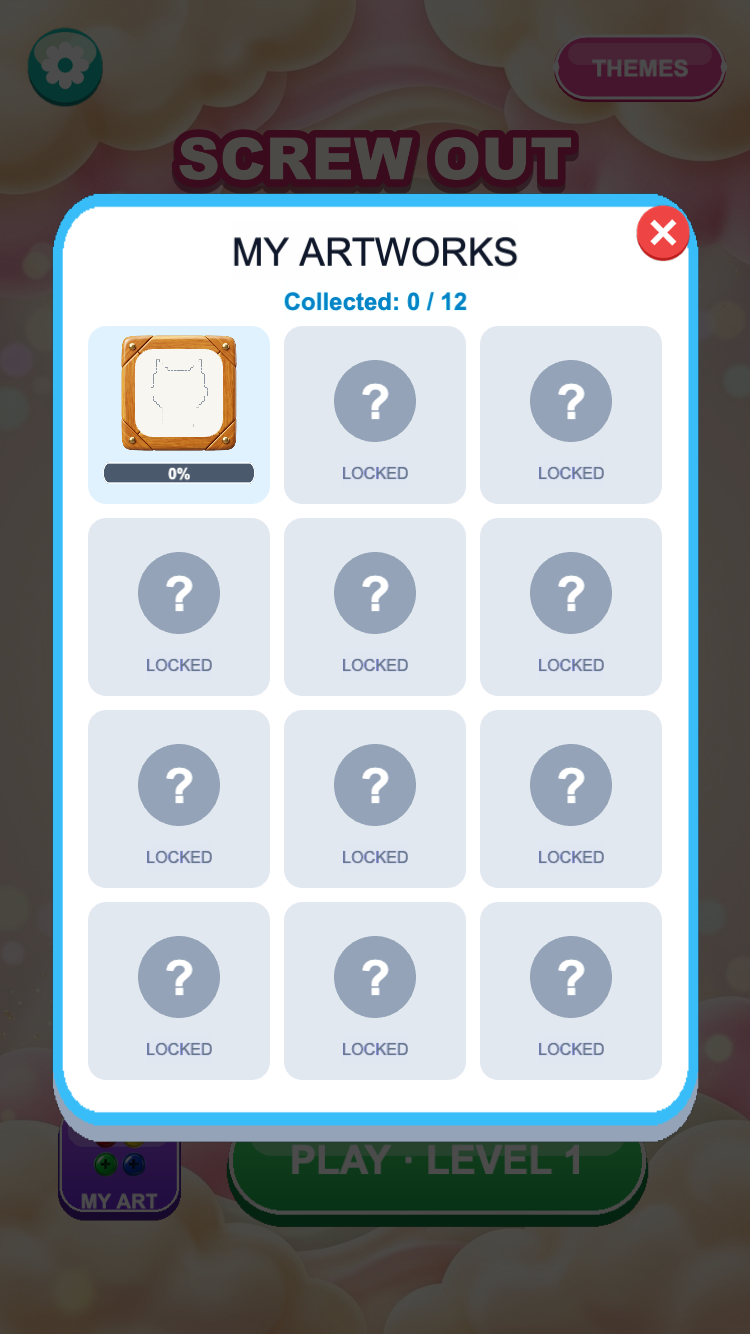 THEMES
SCREW OUT
MY ARTWORKS
Collected: 0 / 12
0%
?
LOCKED
?
LOCKED
?
LOCKED
?
LOCKED
?
LOCKED
?
LOCKED
?
LOCKED
?
LOCKED
?
LOCKED
?
LOCKED
?
LOCKED
MY ART
PLAY · LEVEL 1